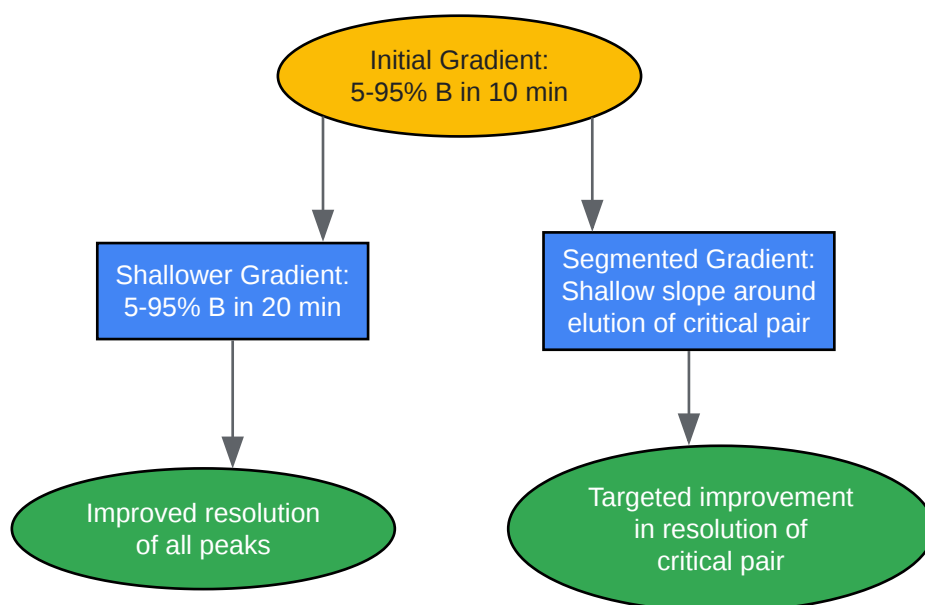 Initial Gradient:
5-95% B in 10 min
Shallower Gradient:
5-95% B in 20 min
Segmented Gradient:
Shallow slope around
elution of critical pair
Improved resolution
of all peaks
Targeted improvement
in resolution of
critical pair